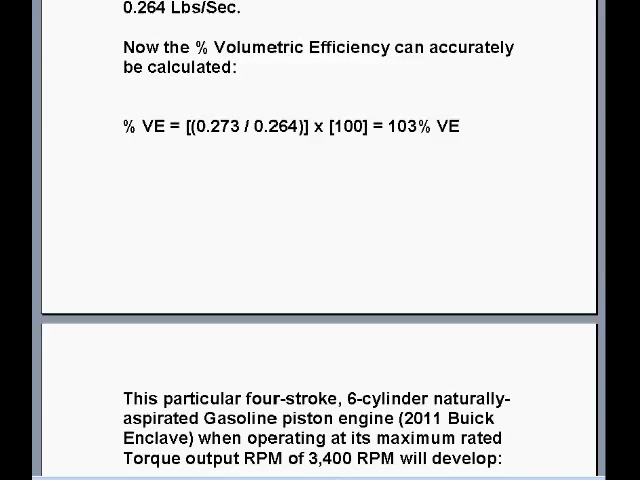 0.264 Lbs/Sec.
Now the % Volumetric Efficiency can accurately
be calculated:
% VE = [(0.273 / 0.264)] x [100] = 103% VE
This particular four-stroke, 6-cylinder naturally-
aspirated Gasoline piston engine (2011 Buick
Enclave) when operating at its maximum rated
Torque output RPM of 3,400 RPM will develop: